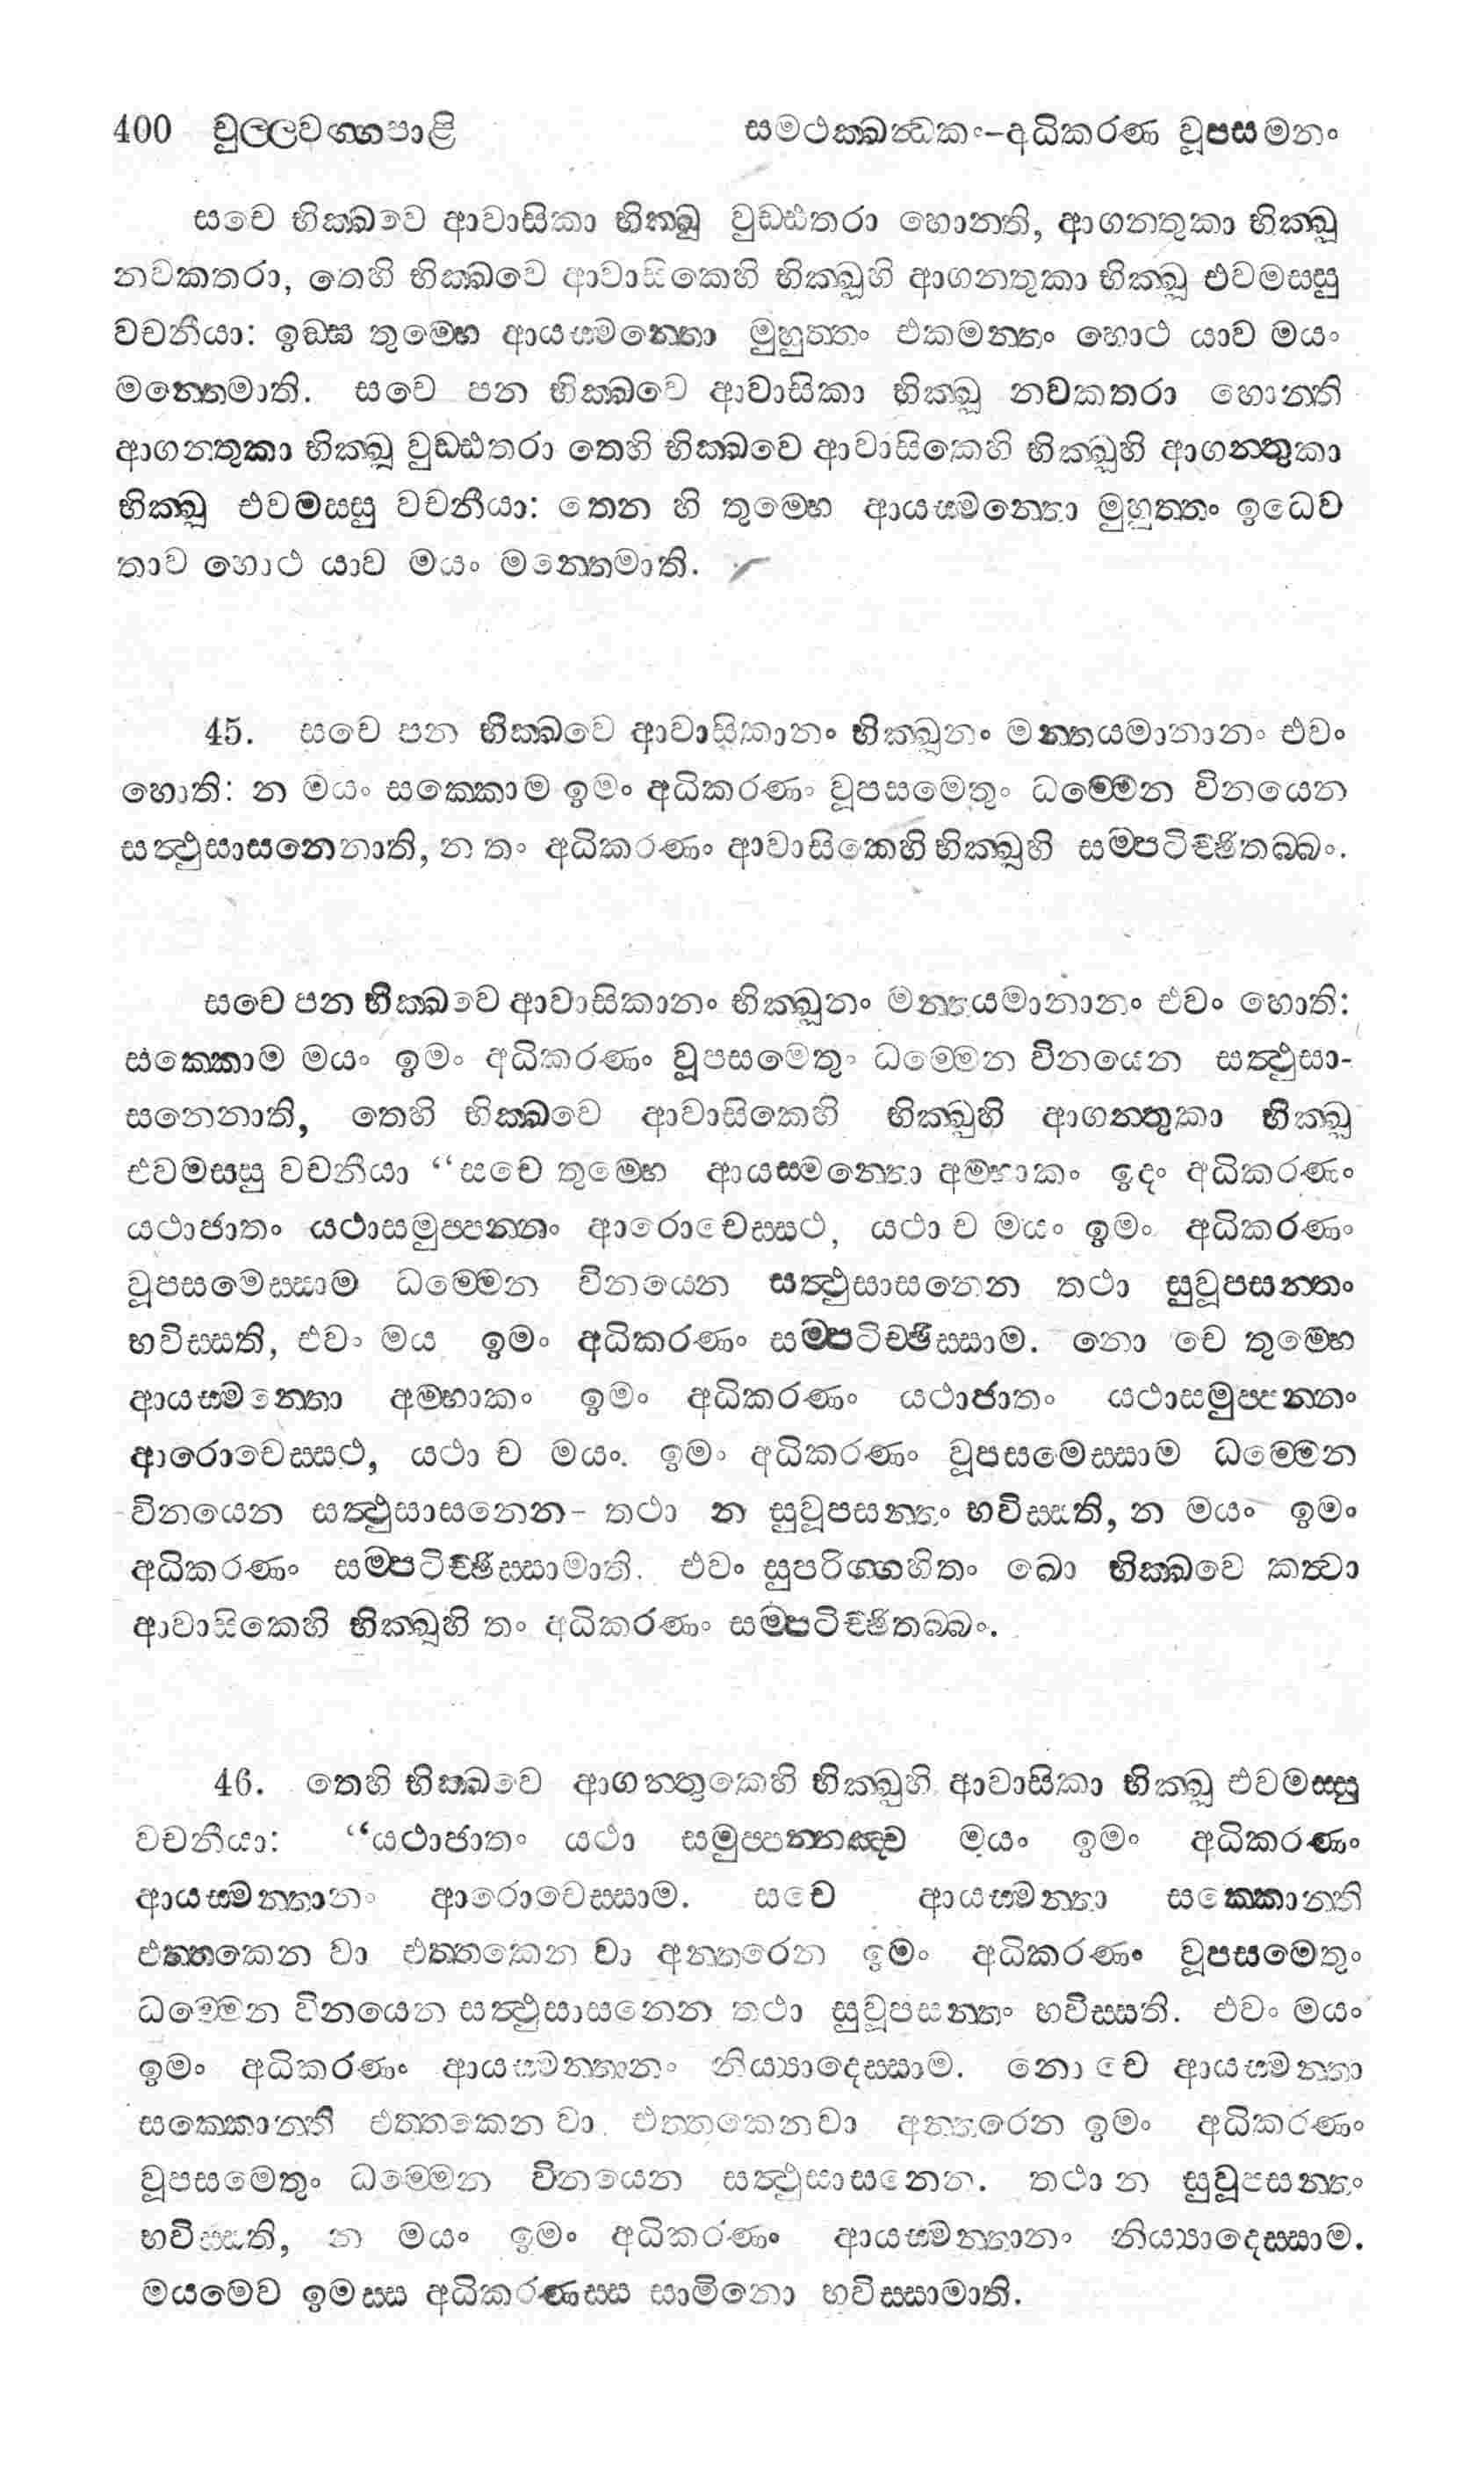 400 චුල්ලවග්ගපාළි සමථක්ඛන්ධකං-අධිකරණ වූපසමනං
සචෙ භික්ඛවෙ ආවාසිකා භික්ඛූ වුඩ්ඪතරා හොන්ති, ආගන්තුකා භික්ඛූ
නවකතරා, තෙහි භික්ඛවෙ ආවාසිකෙහි භික්ඛූහි ආගන්තුකා භික්ඛූ එවමස්සු
වචනීයා: ඉඞ්ඝ තුම්හෙ ආයස්මන්තො මුහුත්තං එකමන්තං හොථ යාව මයං
මන්තෙමාති. සචෙ පන භික්ඛවෙ ආවාසිකා භික්ඛූ නවකතරා හොන්ති
ආගන්තුකා භික්ඛූ වුඩ්ඪතරා තෙහි භික්ඛවෙ ආවාසිකෙහි භික්ඛූහි ආගන්තුකා
භික්ඛූ එවමස්සු වචනීයා: තෙන හි තුම්හෙ ආයස්මන්තො මුහුත්තං ඉධෙව
තාව හොථ යාව මයං මන්තෙමාති.
45. සචෙ පන භික්ඛවෙ ආවාසිකානං භික්ඛූනං මන්තයමානානං එවං
හොති: න මයං සක්කොම ඉමං අධිකරණං වූපසමෙතුං ධම්මෙන විනයෙන
සත්ථුසාසනෙනාති, න තං අධිකරණං ආවාසිකෙහි භික්ඛූහි සම්පටිච්ඡිතබ්බං.
සචෙ පන භික්ඛවෙ ආවාසිකානං භික්ඛූනං මන්තයමානානං එවං හොති:
සක්කොම මයං ඉමං අධිකරණං වූපසමෙතුං ධම්මෙන විනයෙන සත්ථුසා-
සනෙනාති, තෙහි භික්ඛවෙ ආවාසිකෙහි භික්ඛූහි ආගන්තුකා භික්ඛූ
එවමස්සු වචනීයා “සචෙ තුම්හෙ ආයස්මන්තො අම්හාකං ඉදං අධිකරණං
යථාජාතං යථාසමුප්පන්නං ආරොචෙස්සථ, යථා ච මයං ඉමං අධිකරණං
වූපසමෙස්සාම ධම්මෙන විනයෙන සත්ථුසාසනෙන තථා සුවූපසන්තං
භවිස්සති, එවං මය ඉමං අධිකරණං සම්පටිච්ඡිස්සාම. නො චෙ තුම්හෙ
ආයස්මන්තො අම්හාකං ඉමං අධිකරණං යථාජාතං යථාසමුප්පන්නං
ආරොචෙස්සථ, යථා ච මයං. ඉමං අධිකරණං වූපසමෙස්සාම ධම්මෙන
විනයෙන සත්ථුසාසනෙන- තථා න සුවූපසන්තං භවිස්සති, න මයං ඉමං
අධිකරණං සම්පටිච්ඡිස්සාමාති. එවං සුපරිග්ගහිතං ඛො භික්ඛවෙ කත්වා
ආවාසිකෙහි භික්ඛූහි තං අධිකරණං සම්පටිච්ඡිතබ්බං.
46. තෙහි භික්ඛවෙ ආගන්තුකෙහි භික්ඛූහි ආවාසිකා භික්ඛූ එවමස්සු
වචනීයා: “යථාජාතං යථා සමුප්පන්නඤ්ච මයං ඉමං අධිකරණං
ආයස්මන්තානං ආරොචෙස්සාම. සචෙ ආයස්මන්තා සක්කොන්ති
එත්තකෙන වා එත්තකෙන වා අන්තරෙන ඉමං අධිකරණං වූපසමෙතුං
ධම්මෙන විනයෙන සත්ථුසාසනෙන තථා සුවූපසන්තං භවිස්සති. එවං මයං
ඉමං අධිකරණං ආයස්මන්තානං නිය්‍යාදෙස්සාම. නො චෙ ආයස්මන්තා
සක්කොන්ති එත්තකෙන වා එත්තකෙනවා අන්තරෙන ඉමං අධිකරණං
වූපසමෙතුං ධම්මෙන විනයෙන සත්ථුසාසනෙන. තථා න සුවූපසන්තං
භවිස්සති, න මයං ඉමං අධිකරණං ආයස්මන්තානං නිය්‍යාදෙස්සාම.
මයමෙව ඉමස්ස අධිකරණස්ස සාමිනො භවිස්සාමාති.